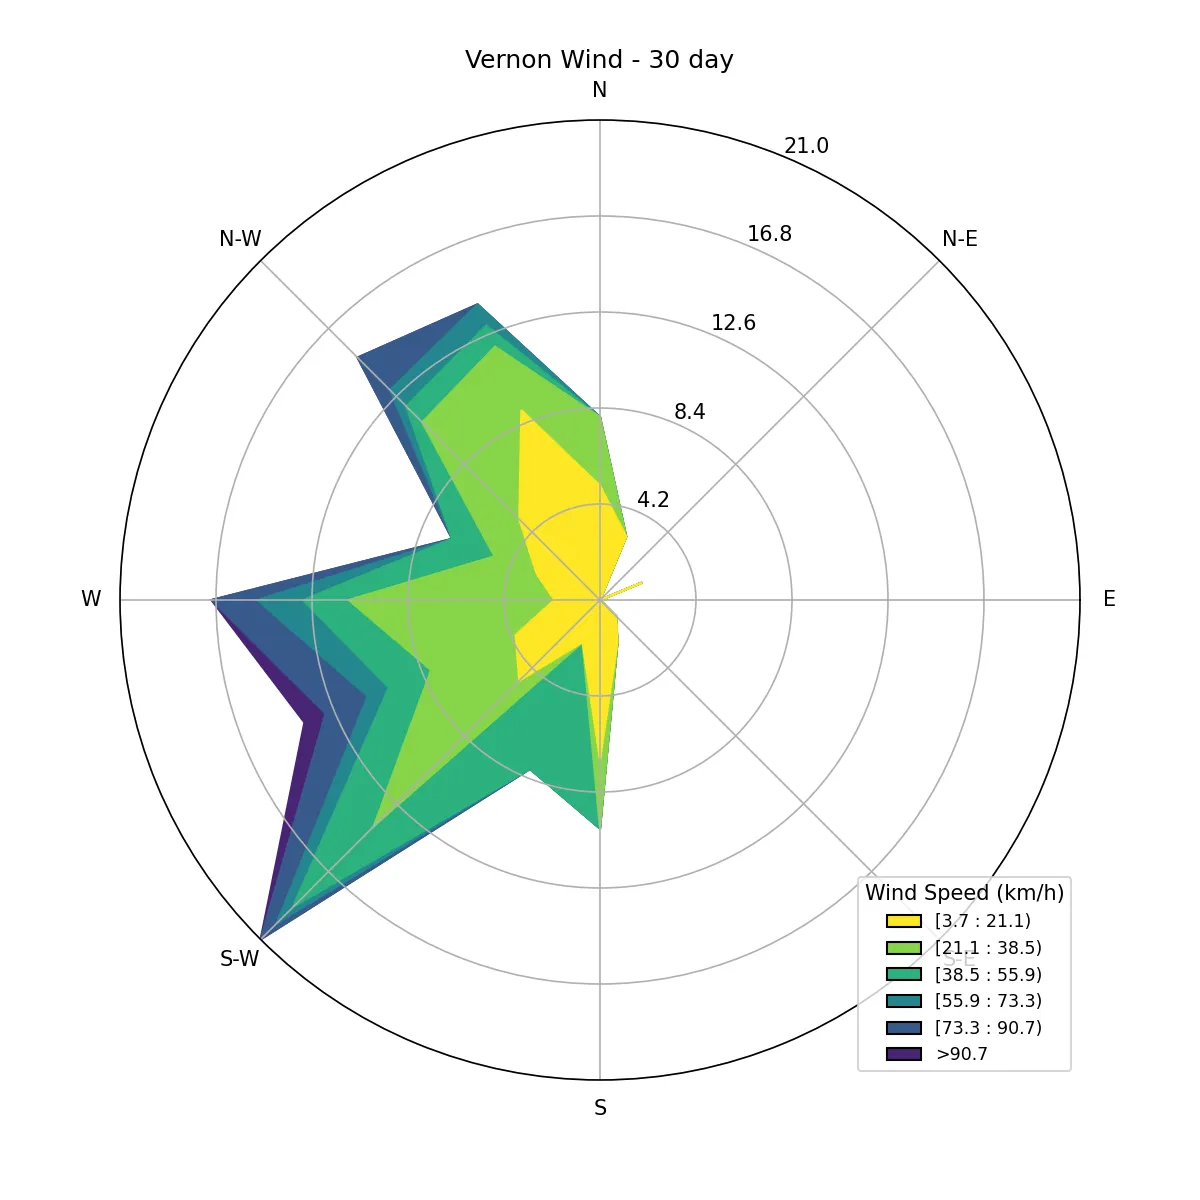 Vernon Wind - 30 day
N
21.0
16.8
N-W
N-E
12.6
8.4
4.2
W
E
S-W
S-E
S
Wind Speed (km/h)
[3.7 : 21.1)
[21.1 : 38.5)
[38.5 : 55.9)
[55.9 : 73.3)
[73.3 : 90.7)
>90.7